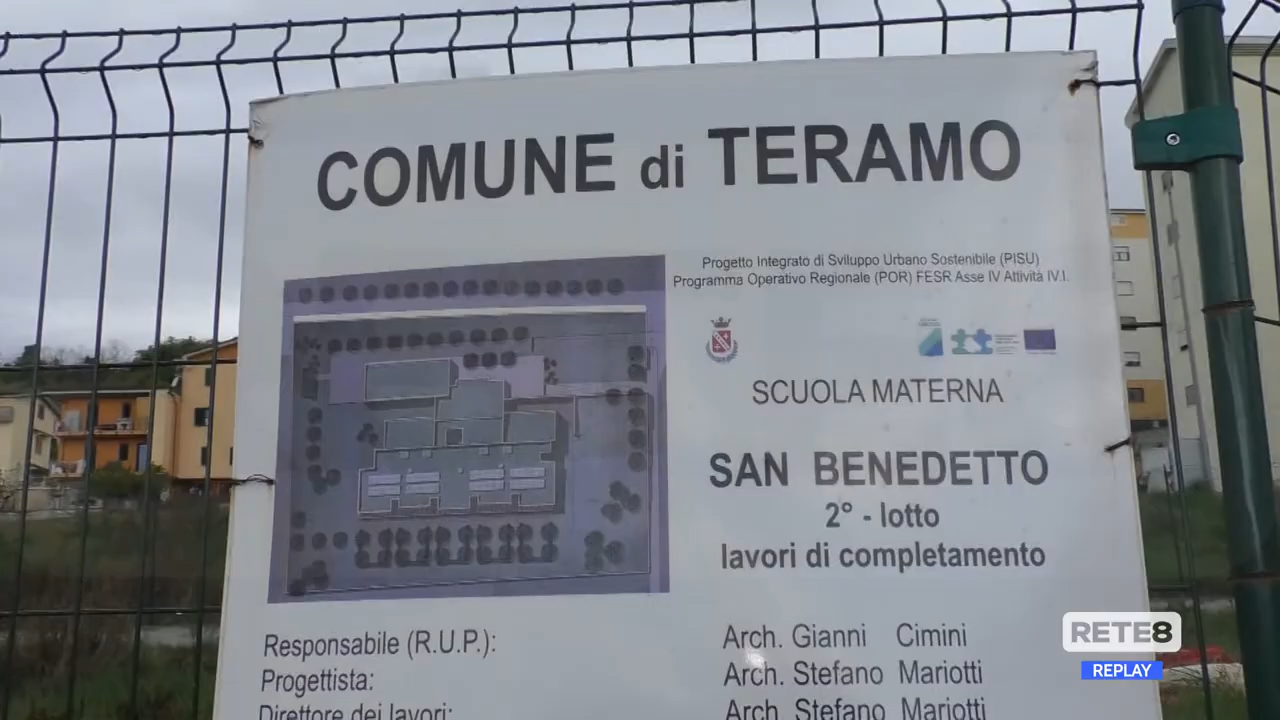 COMUNE di TERAMO
Progetto Integrato di Sviluppo Urbano Sostenibile (PISU)
Programma Operativo Regionale (POR) FESR Asse IV Attività IV.I.
SCUOLA MATERNA
SAN BENEDETTO
2° - lotto
lavori di completamento
Responsabile (R.U.P.): Arch. Gianni Cimini
Progettista: Arch. Stefano Mariotti
Direttore dei lavori: Arch. Stefano Mariotti
RETE8
REPLAY